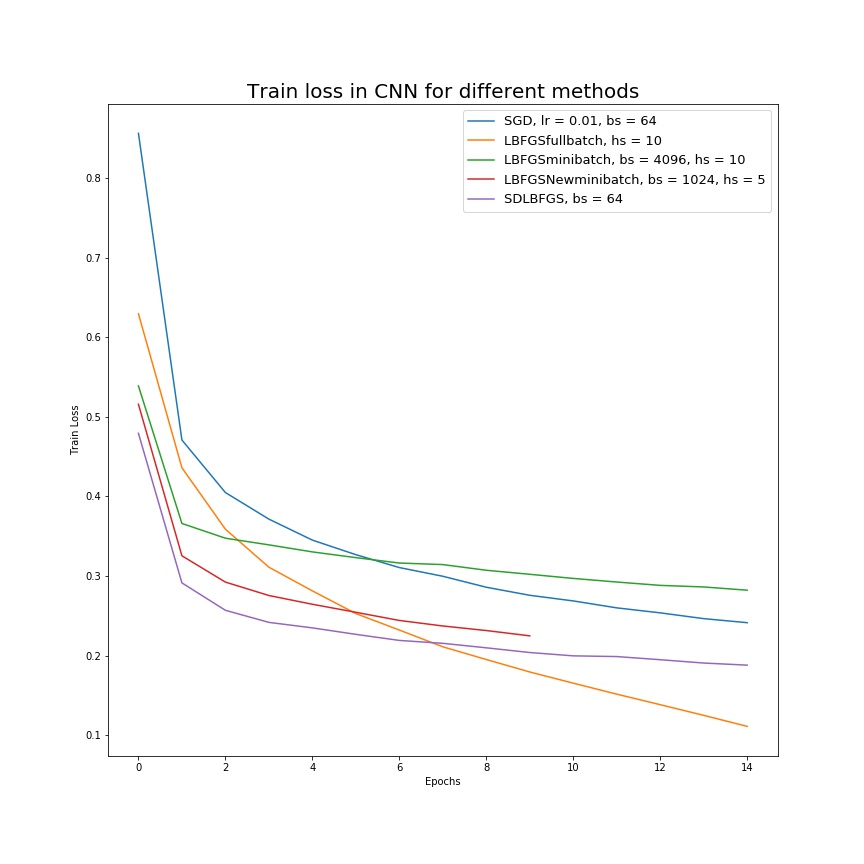 Train loss in CNN for different methods
SGD, lr = 0.01, bs = 64
LBFGSfullbatch, hs = 10
LBFGSminibatch, bs = 4096, hs = 10
LBFGSNewminibatch, bs = 1024, hs = 5
SDLBFGS, bs = 64
0.8
0.7
0.6
0.5
0.4
0.3
0.2
0.1
Train Loss
0 2 4 6 8 10 12 14
Epochs